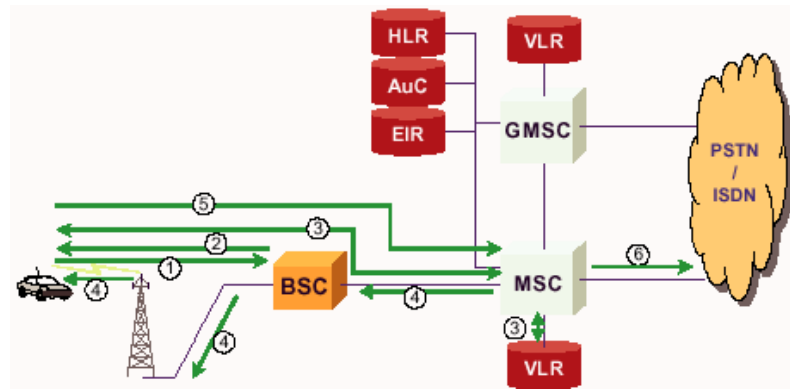 HLR
VLR
AuC
EIR
GMSC
PSTN
/
ISDN
5
3
2
1
4
BSC
4
MSC
6
4
3
VLR